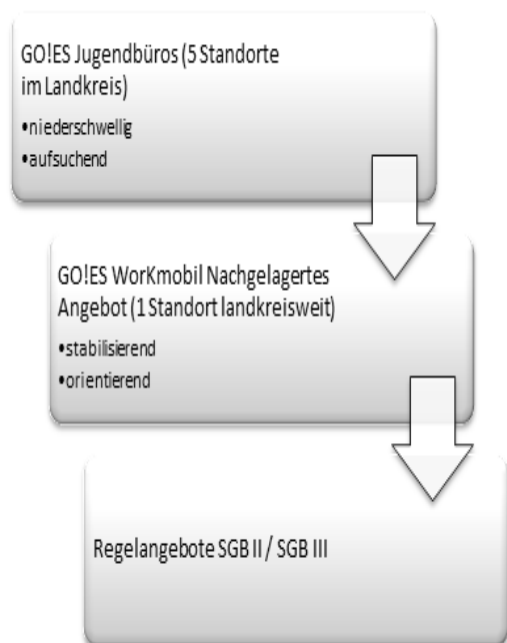 GO!ES Jugendbüros (5 Standorte
im Landkreis)
•niederschwellig
•aufsuchend
GO!ES WorKmobil Nachgelagertes
Angebot (1 Standort landkreisweit)
•stabilisierend
•orientierend
Regelangebote SGB II / SGB III